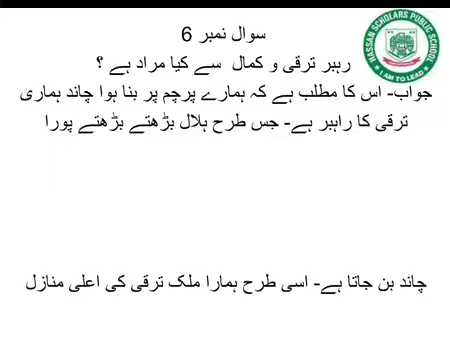 سوال نمبر 6
رہبر ترقی و کمال سے کیا مراد ہے ؟
جواب- اس کا مطلب ہے کہ ہمارے پرچم پر بنا ہوا چاند ہماری
ترقی کا راہبر ہے- جس طرح ہلال بڑھتے بڑھتے پورا
چاند بن جاتا ہے- اسی طرح ہمارا ملک ترقی کی اعلی منازل
HASSAN SCHOLARS PUBLIC SCHOOL
I AM TO LEAD